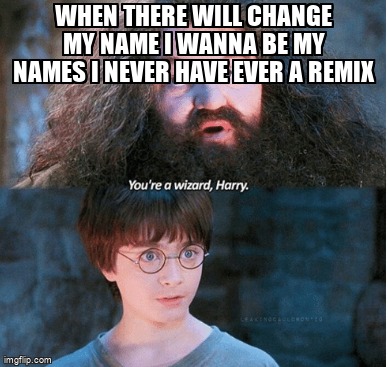 WHEN THERE WILL CHANGE
MY NAME I WANNA BE MY
NAMES I NEVER HAVE EVER A REMIX
You're a wizard, Harry.
imgflip.com